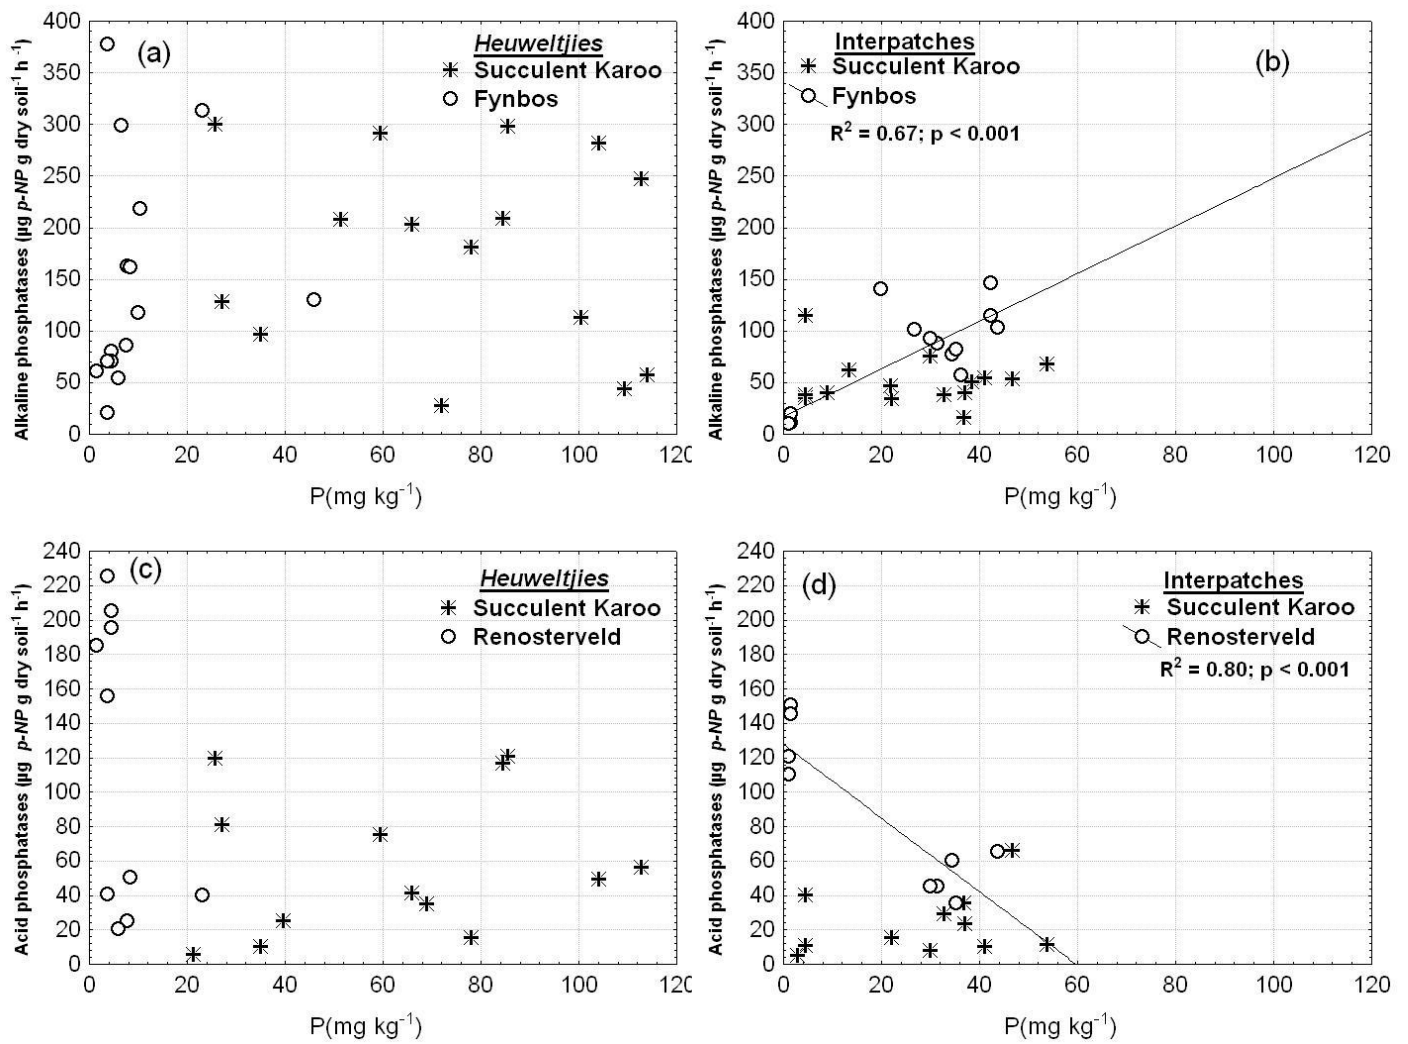 (a)
Heuweltjies
Succulent Karoo
Fynbos
Alkaline phosphatases (µg p-NP g dry soil-1 h-1)
400
350
300
250
200
150
100
50
0
0 20 40 60 80 100 120
P(mg kg-1)
(b)
Interpatches
Succulent Karoo
Fynbos
R2 = 0.67; p < 0.001
Alkaline phosphatases (µg p-NP g dry soil-1 h-1)
400
350
300
250
200
150
100
50
0
0 20 40 60 80 100 120
P(mg kg-1)
(c)
Heuweltjies
Succulent Karoo
Renosterveld
Acid phosphatases (µg p-NP g dry soil-1 h-1)
240
220
200
180
160
140
120
100
80
60
40
20
0
0 20 40 60 80 100 120
P(mg kg-1)
(d)
Interpatches
Succulent Karoo
Renosterveld
R2 = 0.80; p < 0.001
Acid phosphatases (µg p-NP g dry soil-1 h-1)
240
220
200
180
160
140
120
100
80
60
40
20
0
0 20 40 60 80 100 120
P(mg kg-1)